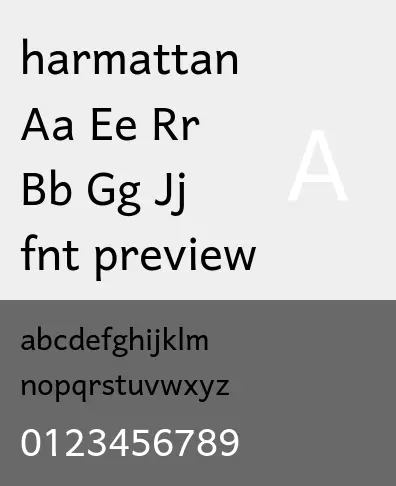 harmattan
Aa Ee Rr
A
Bb Gg Jj
fnt preview
abcdefghijklm
nopqrstuvwxyz
0123456789